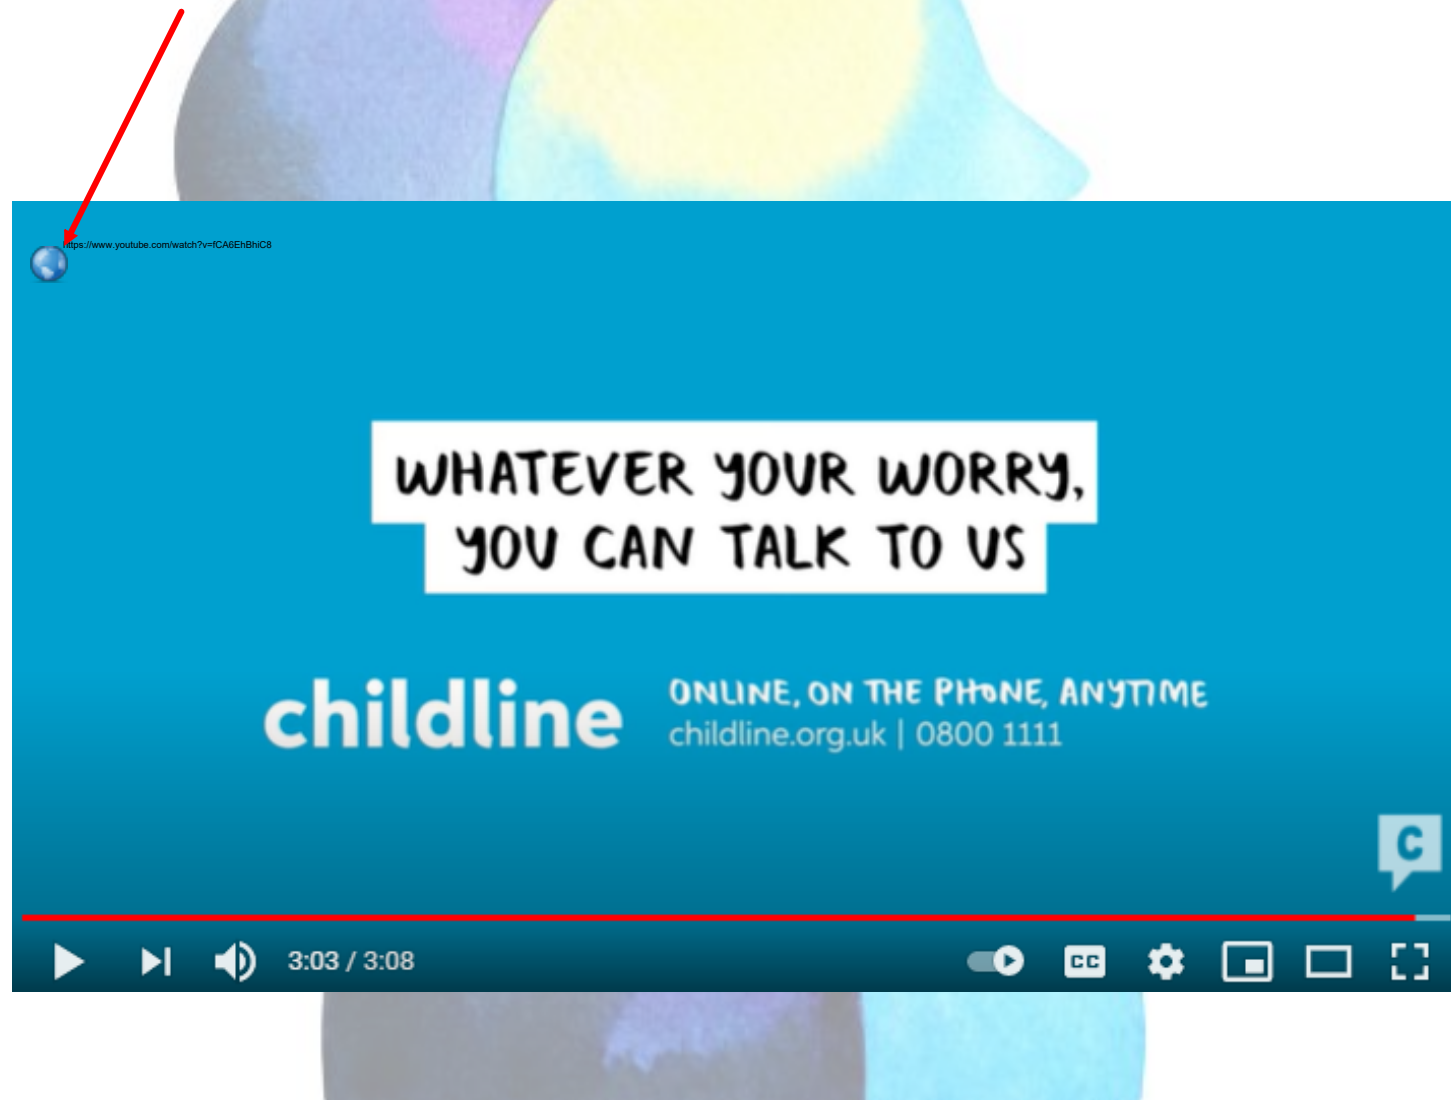 https://www.youtube.com/watch?v=fCA6EhBhiC8
WHATEVER YOUR WORRY,
YOU CAN TALK TO US
childline
ONLINE, ON THE PHONE, ANYTIME
childline.org.uk | 0800 1111
C
3:03 / 3:08
CC